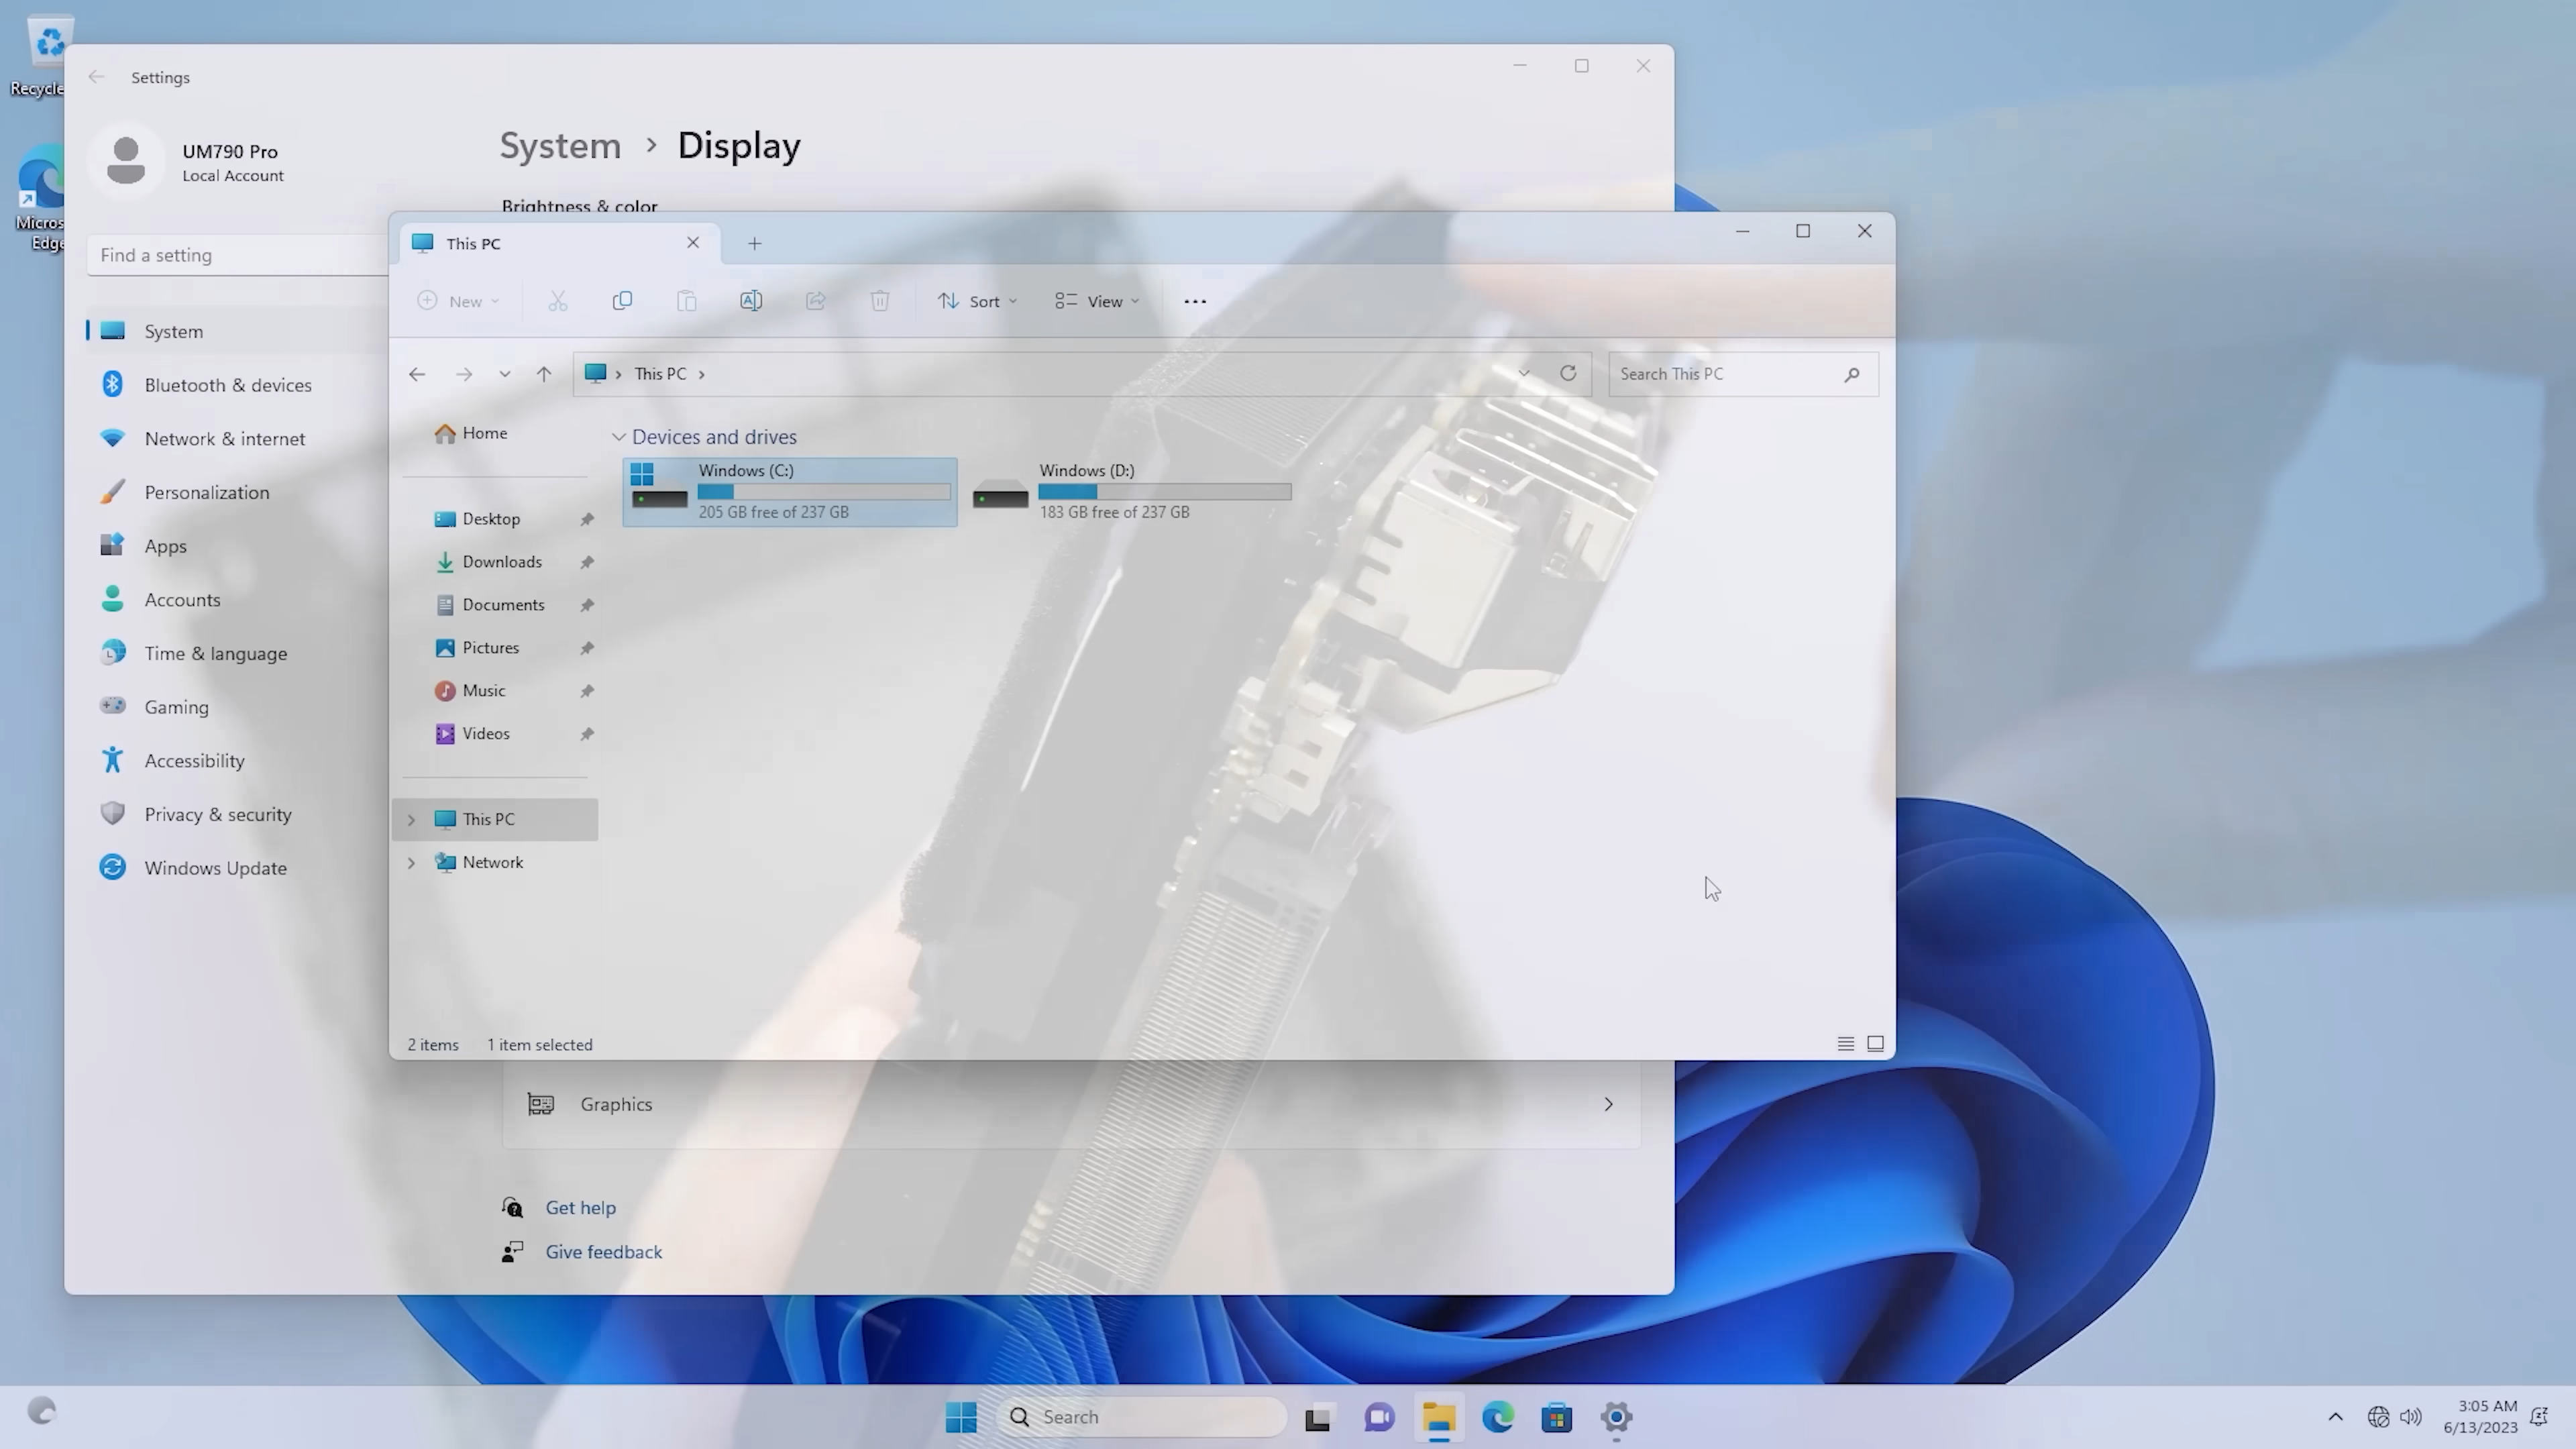 Recycle
Micros
Edge
Settings
UM790 Pro
Local Account
Find a setting
System
Bluetooth & devices
Network & internet
Personalization
Apps
Accounts
Time & language
Gaming
Accessibility
Privacy & security
Windows Update
System > Display
Brightness & color
This PC
New
Sort
View
This PC
Search This PC
Home
Desktop
Downloads
Documents
Pictures
Music
Videos
This PC
Network
Devices and drives
Windows (C:)
205 GB free of 237 GB
Windows (D:)
183 GB free of 237 GB
2 items 1 item selected
Graphics
Get help
Give feedback
Search
3:05 AM
6/13/2023